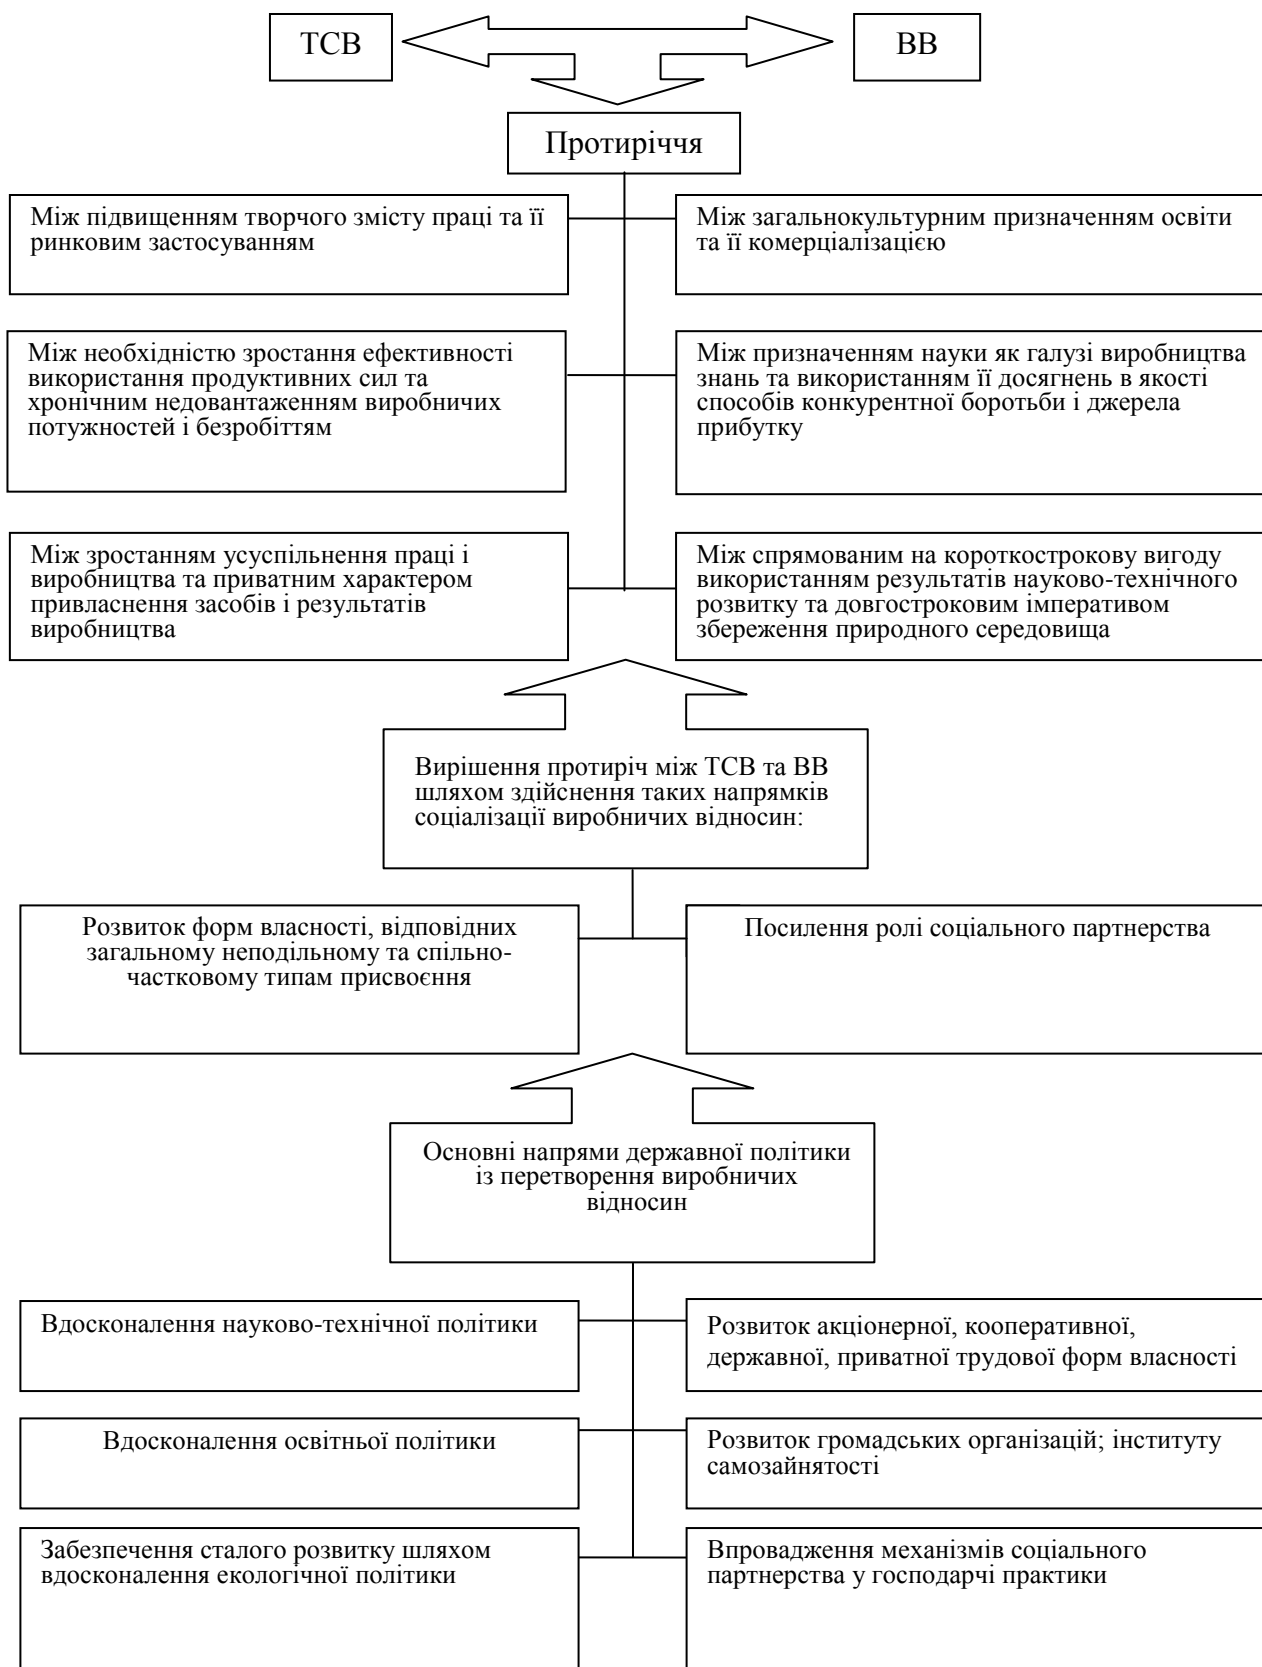 ТСВ
ВВ
Протиріччя
Між підвищенням творчого змісту праці та її
ринковим застосуванням
Між загальнокультурним призначенням освіти
та її комерціалізацією
Між необхідністю зростання ефективності
використання продуктивних сил та
хронічним недовантаженням виробничих
потужностей і безробіттям
Між призначенням науки як галузі виробництва
знань та використанням її досягнень в якості
способів конкурентної боротьби і джерела
прибутку
Між зростанням усуспільнення праці і
виробництва та приватним характером
привласнення засобів і результатів
виробництва
Між спрямованим на короткострокову вигоду
використанням результатів науково-технічного
розвитку та довгостроковим імперативом
збереження природного середовища
Вирішення протиріч між ТСВ та ВВ
шляхом здійснення таких напрямків
соціалізації виробничих відносин:
Розвиток форм власності, відповідних
загальному неподільному та спільно-
частковому типам присвоєння
Посилення ролі соціального партнерства
Основні напрями державної політики
із перетворення виробничих
відносин
Вдосконалення науково-технічної політики
Розвиток акціонерної, кооперативної,
державної, приватної трудової форм власності
Вдосконалення освітньої політики
Розвиток громадських організацій; інституту
самозайнятості
Забезпечення сталого розвитку шляхом
вдосконалення екологічної політики
Впровадження механізмів соціального
партнерства у господарчі практики